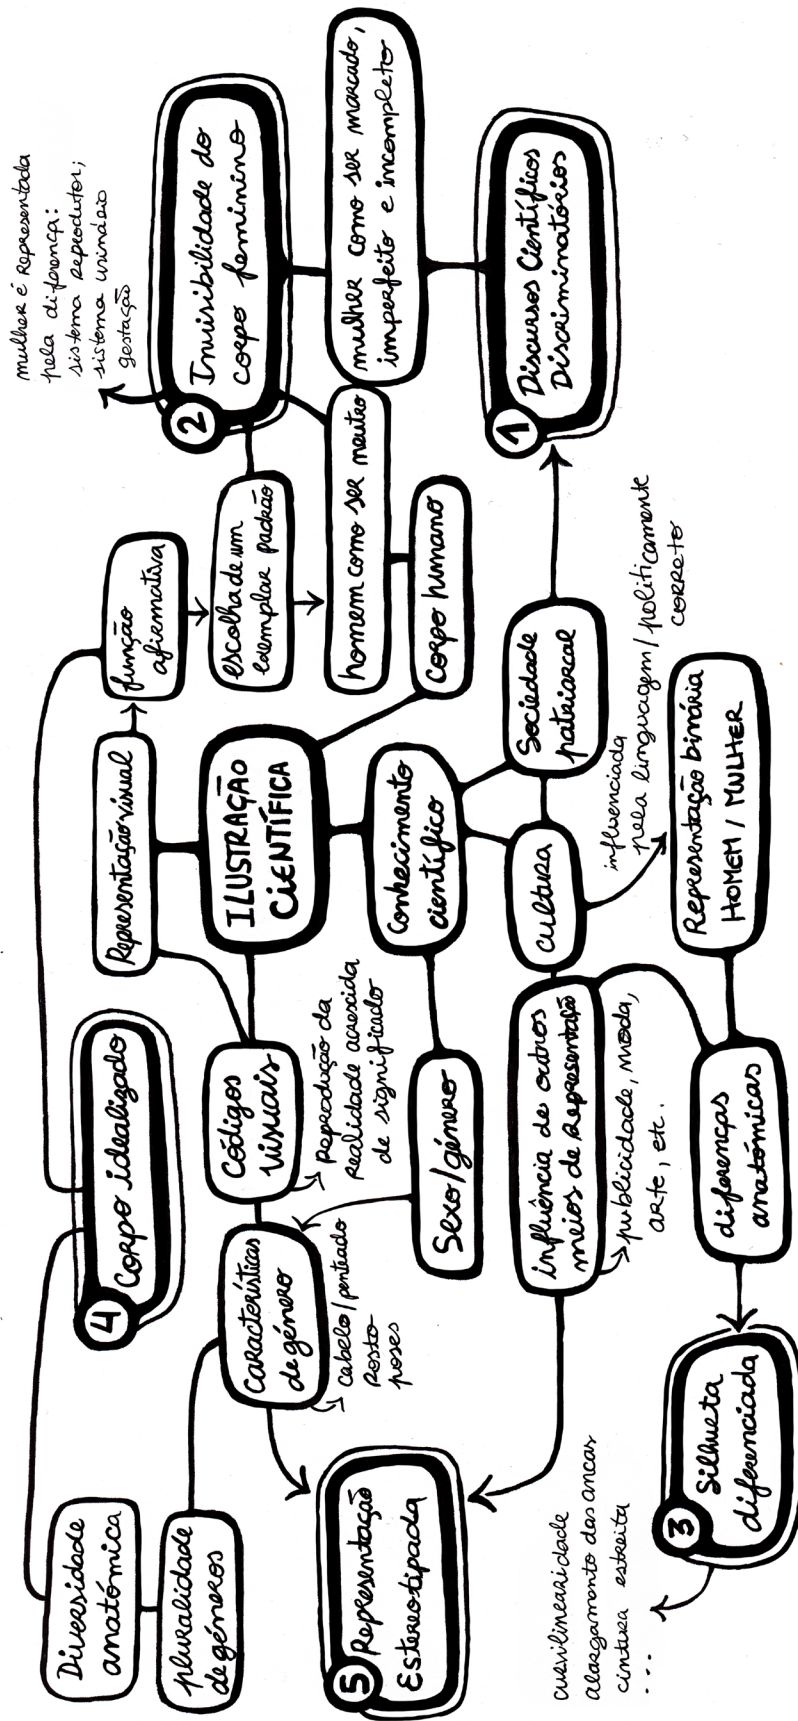 Diversidade
anatómica
pluralidade
de géneros
4
Corpo idealizado
Representação visual
função
afirmativa
mulher é representada
pela diferença:
sistema reprodutor;
sistema urinário
gestação
2
Invisibilidade do
corpo feminino
escolha de um
exemplar padrão
homem como ser neutro
corpo humano
mulher como ser marcado,
imperfeito e incompleto
1
Discursos Científicos
Discriminatórios
ILUSTRAÇÃO
CIENTÍFICA
Códigos
visuais
Reprodução da
realidade acrescida
de significado
Características
de género
cabelo/penteado
rosto
poses
Conhecimento
científico
Sexo/género
Sociedade
patriarcal
cultura
influenciada
pela linguagem/politicamente
correto
influência de outros
meios de representação
publicidade, moda,
arte, etc.
5
Representação
Estereotipada
Representação binária
HOMEM / MULHER
diferenças
anatómicas
3
Silhueta
diferenciada
curvilinearidade
alargamento das ancas
cintura estreita
...